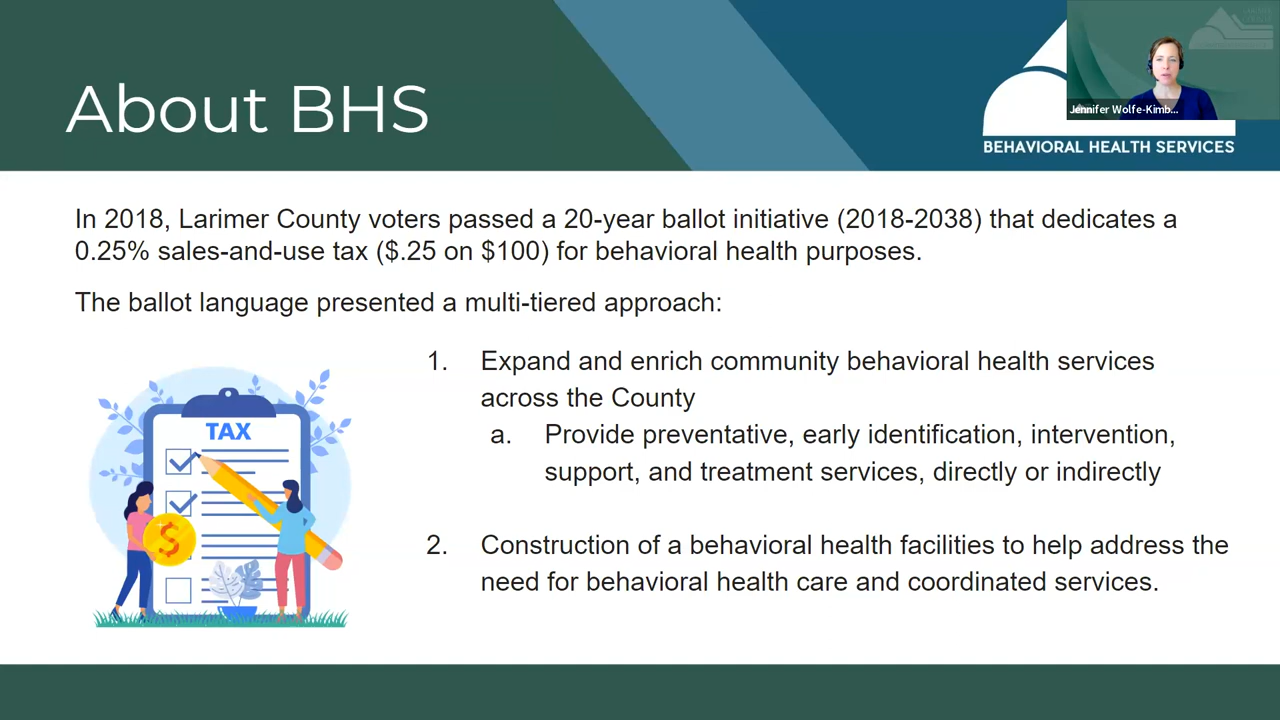 About BHS
Jennifer Wolfe-Kimb...
BEHAVIORAL HEALTH SERVICES
In 2018, Larimer County voters passed a 20-year ballot initiative (2018-2038) that dedicates a
0.25% sales-and-use tax ($.25 on $100) for behavioral health purposes.
The ballot language presented a multi-tiered approach:
TAX
$
1. Expand and enrich community behavioral health services
across the County
a. Provide preventative, early identification, intervention,
support, and treatment services, directly or indirectly
2. Construction of a behavioral health facilities to help address the
need for behavioral health care and coordinated services.